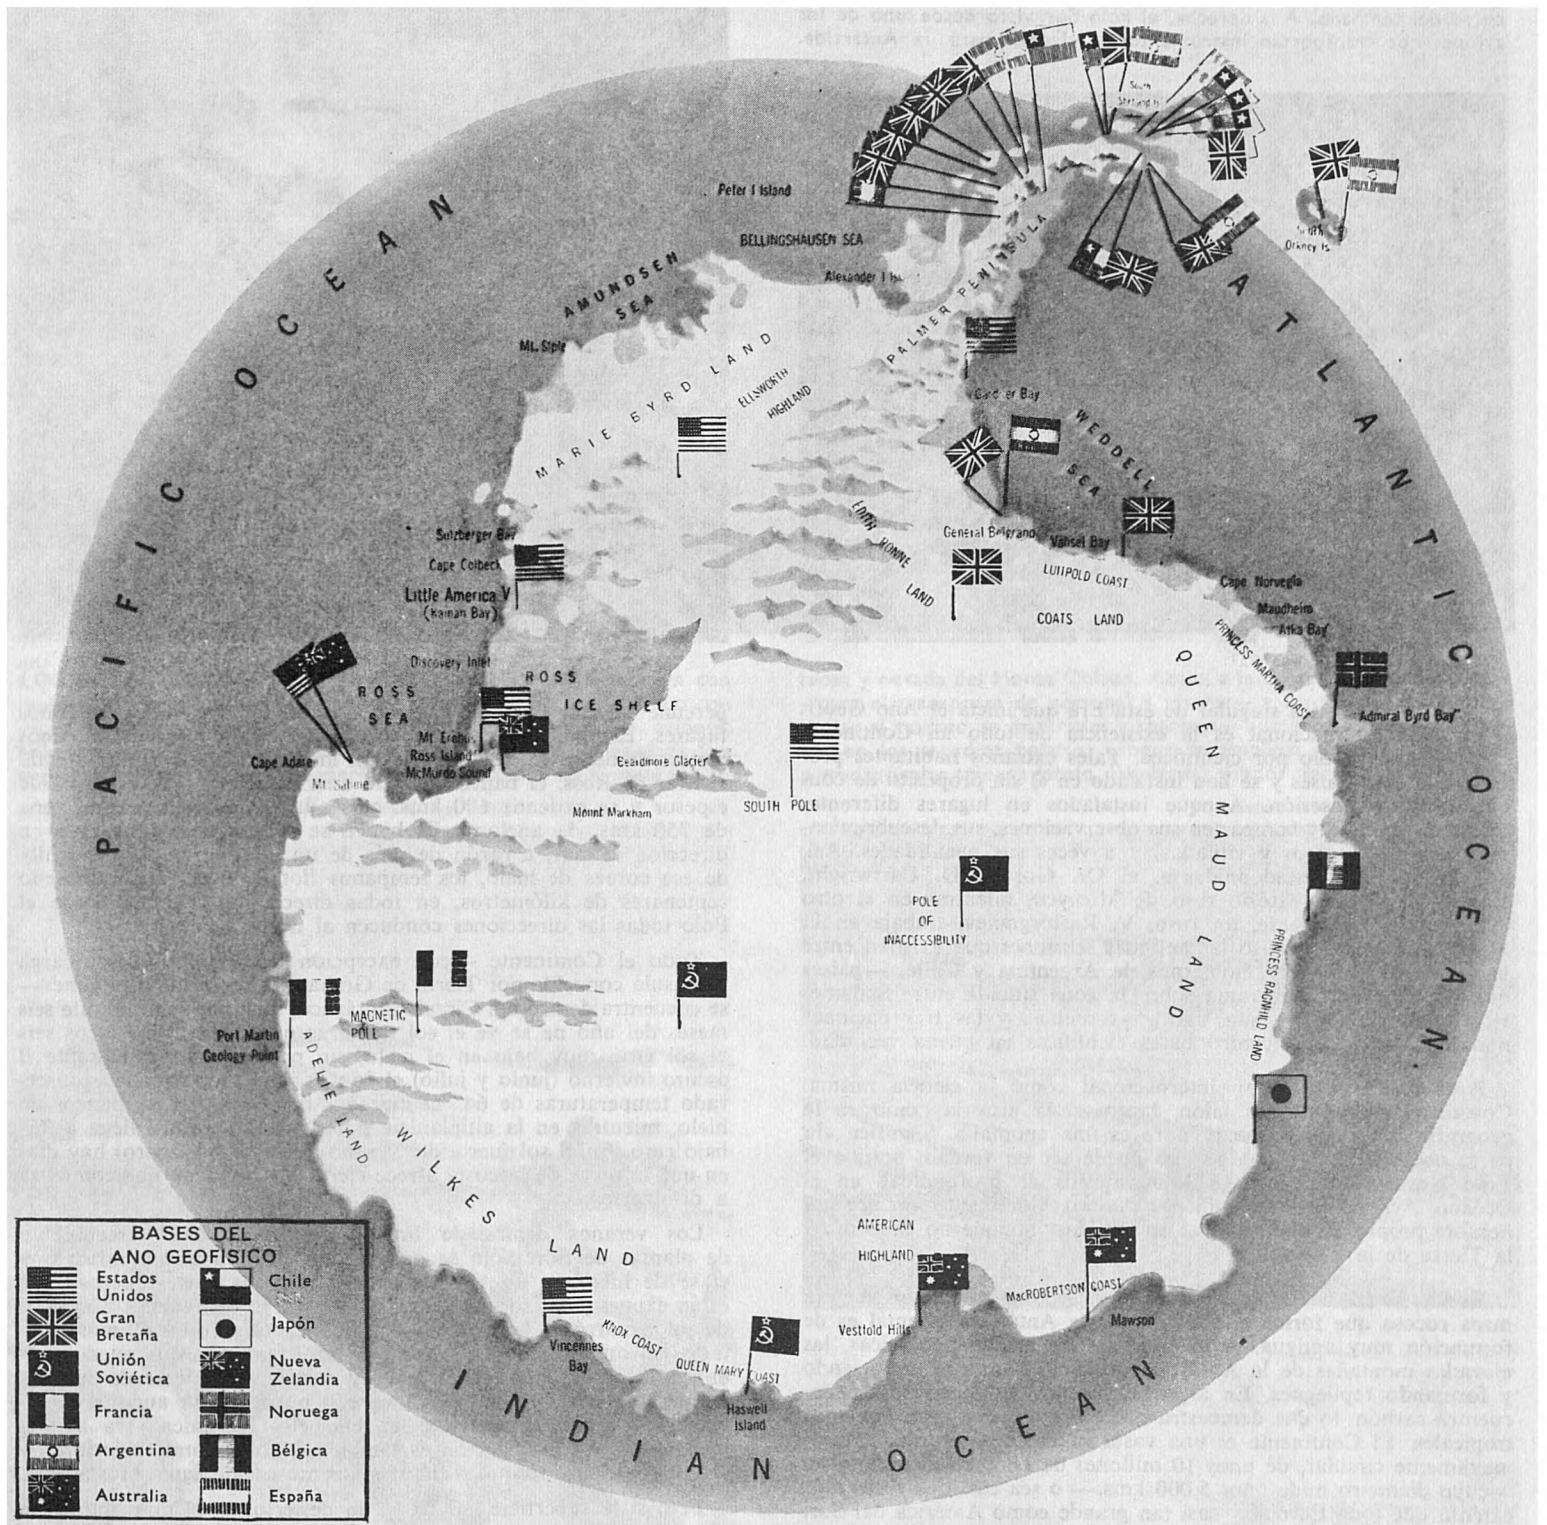 Peter I Island
BELLINGSHAUSEN SEA
Alexander I
AMUNDSEN
SEA
PALMER PENINSULA
South
Orkney Is.
Mt. Siple
MARIE BYRD LAND
ELLSWORTH
HIGHLAND
Bay
WEDDELL
SEA
EDITH RONNE
LAND
General Belgrano
Vahsel Bay
LUITPOLD COAST
COATS LAND
Cape Norvegia
Maudheim
Atka Bay
PRINCESS MARTHA COAST
Admiral Byrd Bay
Sulzberger Bay
Cape Colbeck
Little America V
(Kainan Bay)
Discovery Inlet
ROSS
SEA
ROSS
ICE SHELF
Mt Erebus
Ross Island
McMurdo Sound
Cape Adare
Mt. Sabine
Beardmore Glacier
Mount Markham
SOUTH POLE
QUEEN MAUD LAND
POLE
OF
INACCESSIBILITY
PRINCESS RAGNHILD LAND
MAGNETIC
POLE
Port Martin
Geology Point
ADELIE LAND
WILKES
LAND
AMERICAN
HIGHLAND
MacROBERTSON COAST
Mawson
Vestfold Hills
Vincennes
Bay
KNOX COAST
QUEEN MARY COAST
Haswell
Island
PACIFIC OCEAN
ATLANTIC OCEAN
INDIAN OCEAN
BASES DEL
ANO GEOFÍSICO
Estados
Unidos
Gran
Bretaña
Unión
Soviética
Francia
Argentina
Australia
Chile
Japón
Nueva
Zelandia
Noruega
Bélgica
España